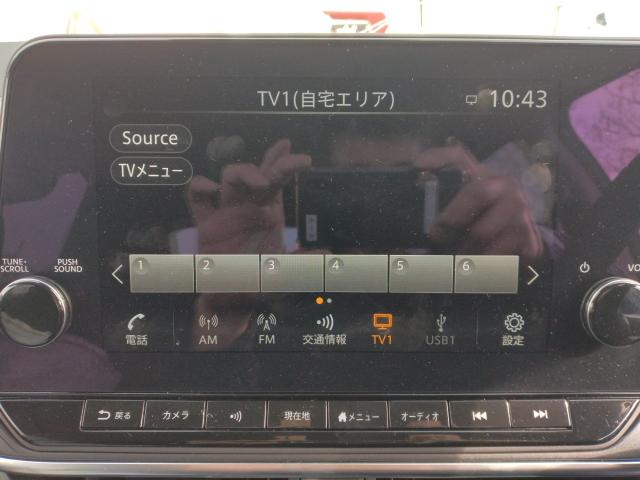 TV1(自宅エリア)
10:43
Source
TVメニュー
TUNE・
SCROLL
PUSH
SOUND
VO
1 2 3 4 5 6
電話 AM FM 交通情報 TV1 USB1 設定
戻る カメラ 現在地 メニュー オーディオ